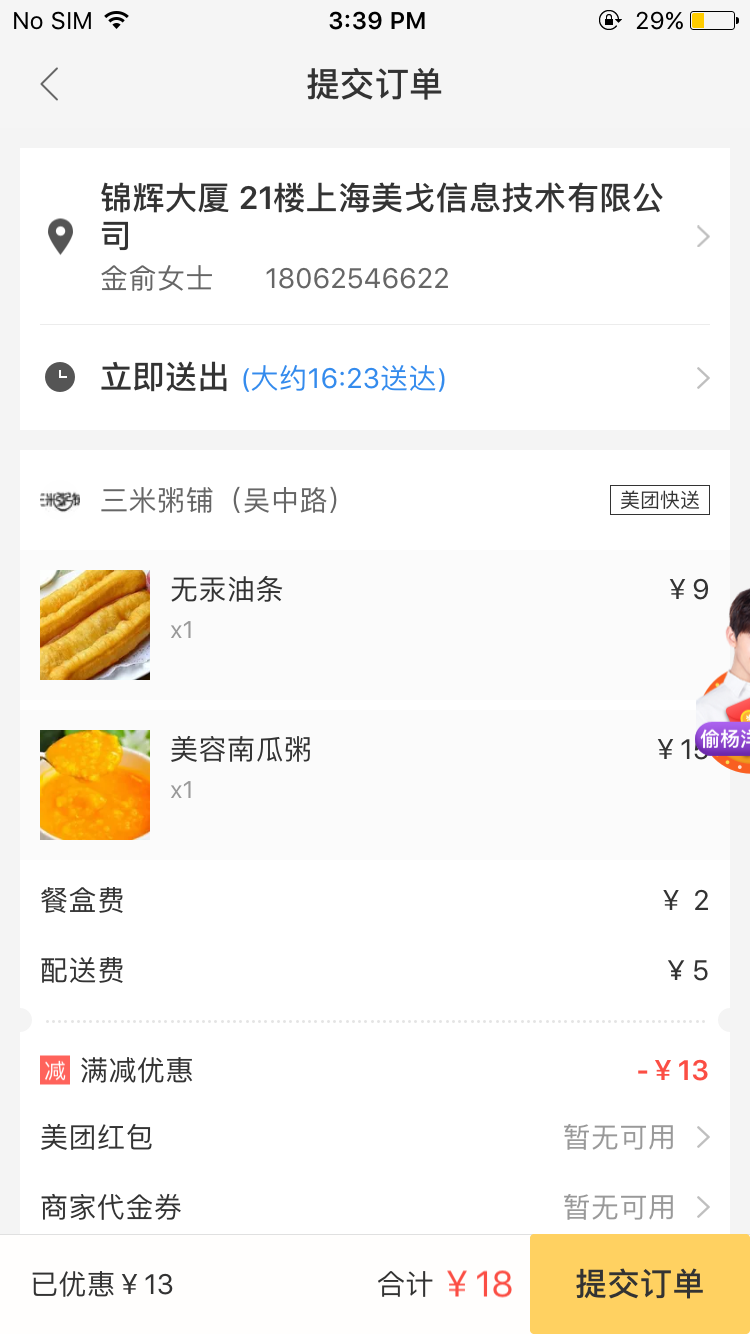 No SIM 3:39 PM 29%
提交订单
锦辉大厦 21楼上海美戈信息技术有限公
司
金俞女士 18062546622
立即送出 (大约16:23送达)
三米粥铺（吴中路） 美团快送
无汞油条 ¥9
x1
美容南瓜粥 ¥15
偷杨洋
x1
餐盒费 ¥ 2
配送费 ¥5
减 满减优惠 -¥13
美团红包 暂无可用
商家代金券 暂无可用
已优惠¥13 合计 ¥18 提交订单